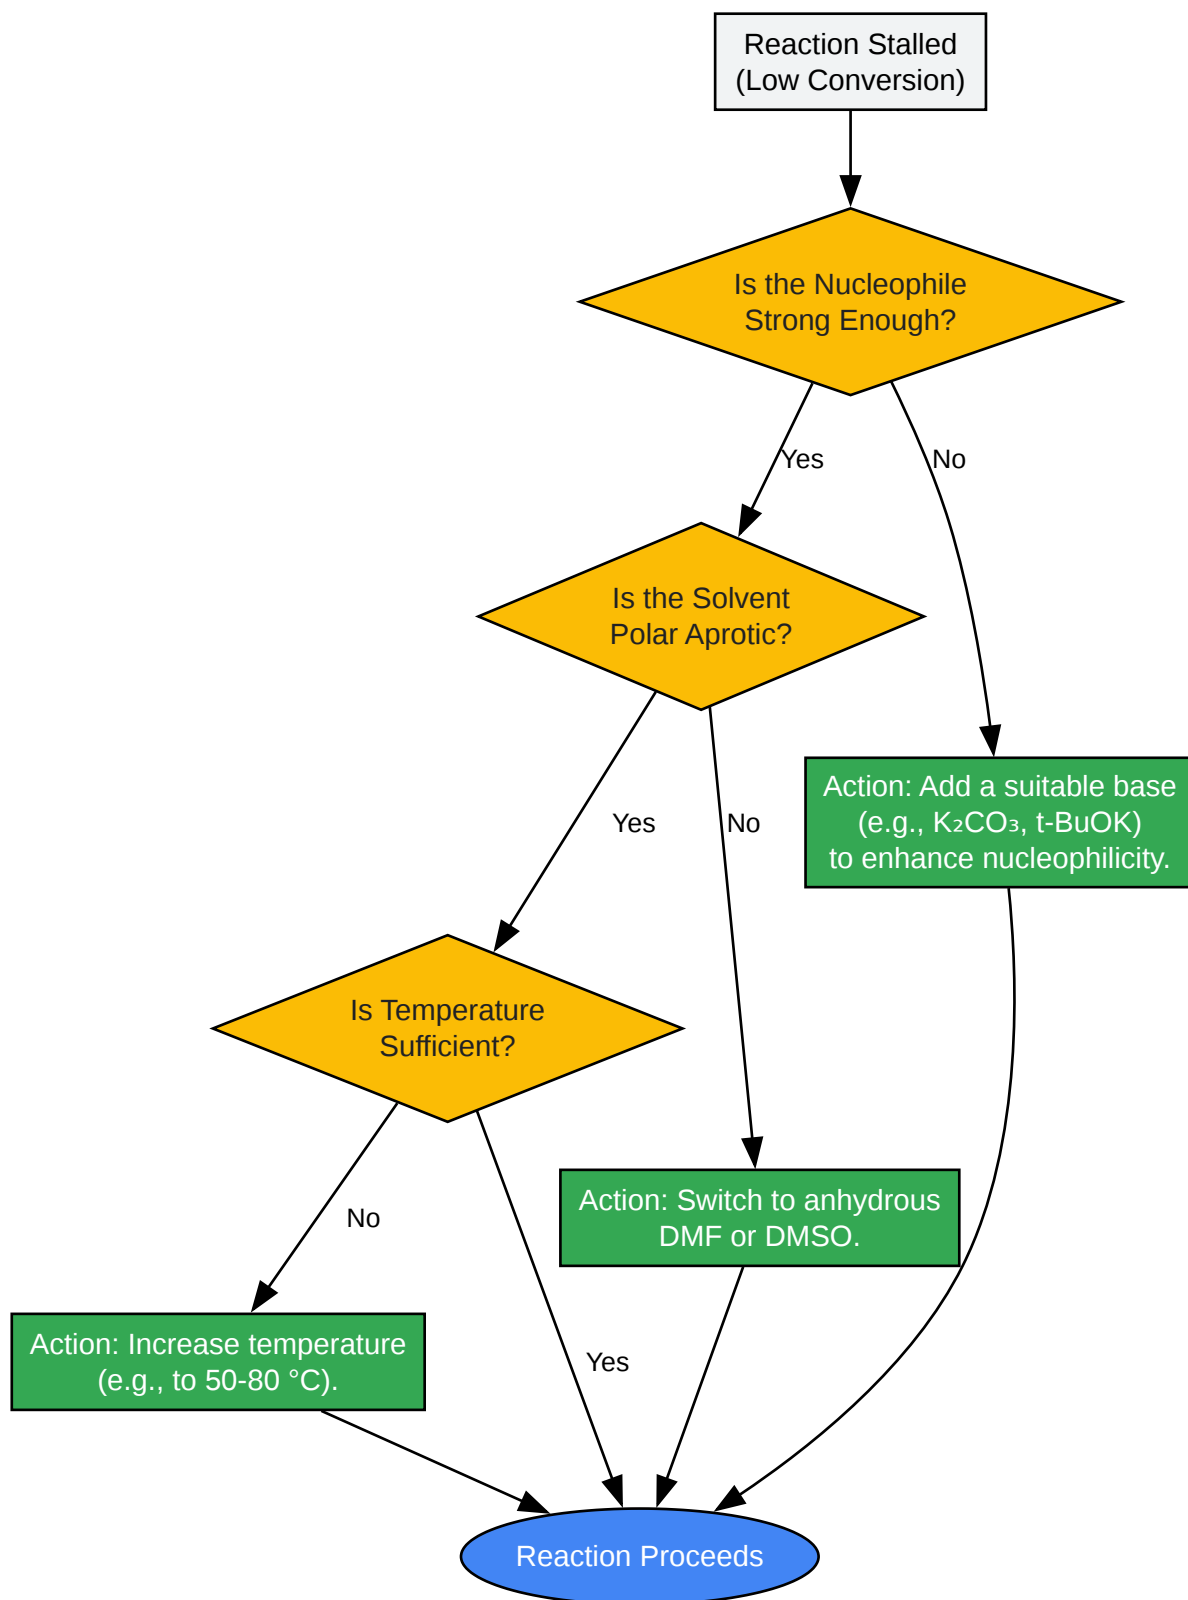 Reaction Stalled
(Low Conversion)
Is the Nucleophile
Strong Enough?
Yes
No
Is the Solvent
Polar Aprotic?
Action: Add a suitable base
(e.g., K₂CO₃, t-BuOK)
to enhance nucleophilicity.
Yes
No
Is Temperature
Sufficient?
Action: Switch to anhydrous
DMF or DMSO.
No
Yes
Action: Increase temperature
(e.g., to 50-80 °C).
Reaction Proceeds